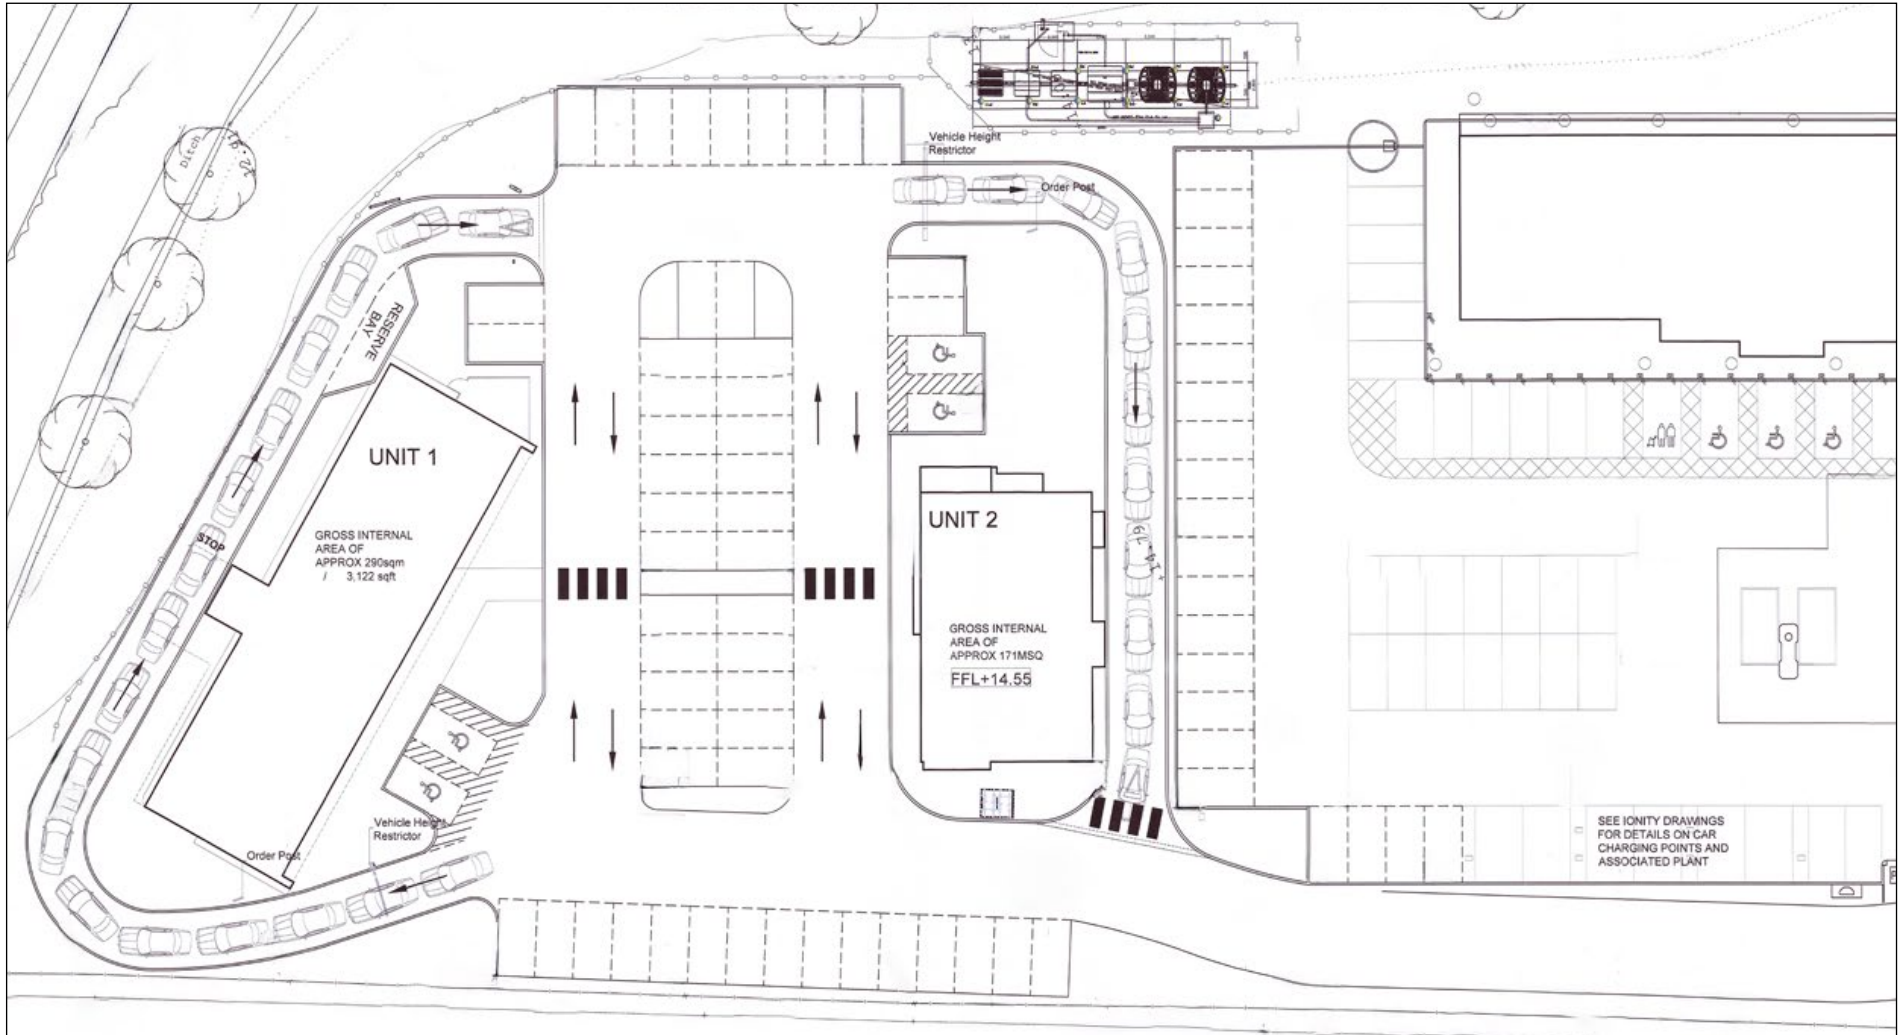 Ditch
Vehicle Height
Restrictor
Order Post
RESERVE
BAY
UNIT 1
GROSS INTERNAL
AREA OF
APPROX 290sqm
/ 3,122 sqft
STOP
UNIT 2
GROSS INTERNAL
AREA OF
APPROX 171MSQ
FFL+14.55
Vehicle Height
Restrictor
Order Post
SEE IONITY DRAWINGS
FOR DETAILS ON CAR
CHARGING POINTS AND
ASSOCIATED PLANT